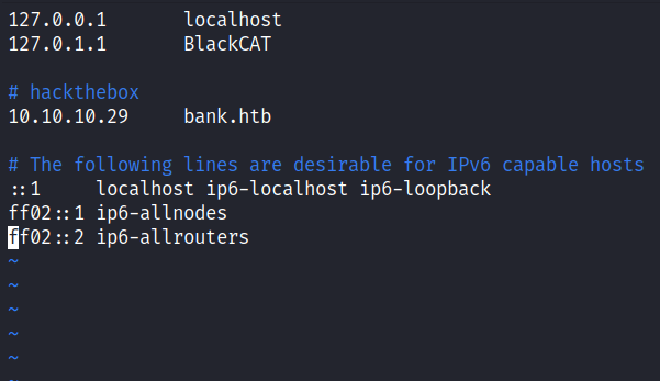 127.0.0.1       localhost
127.0.1.1       BlackCAT

# hackthebox
10.10.10.29     bank.htb

# The following lines are desirable for IPv6 capable hosts
::1     localhost ip6-localhost ip6-loopback
ff02::1 ip6-allnodes
ff02::2 ip6-allrouters
~
~
~
~
~
~